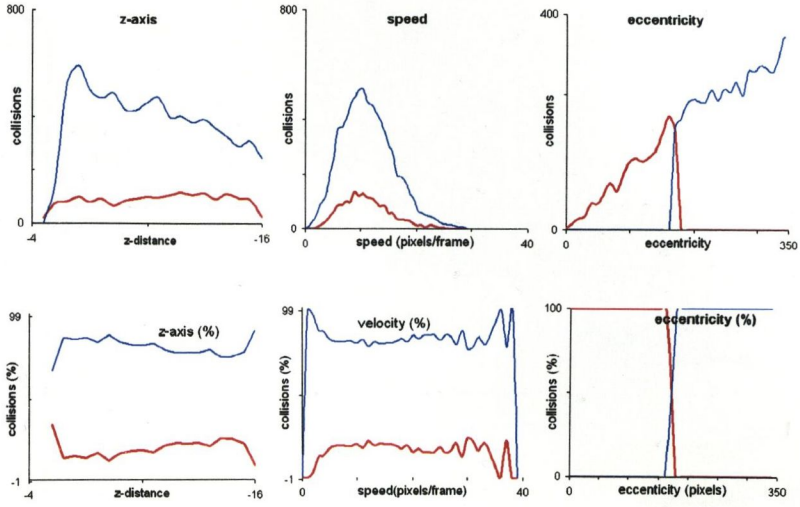 800
z-axis
collisions
0
-4
z-distance
-16
800
speed
collisions
0
0
speed (pixels/frame)
40
400
eccentricity
collisions
0
0
eccentricity
350
99
z-axis (%)
collisions (%)
-1
-4
z-distance
-16
99
velocity (%)
collisions (%)
-1
0
speed(pixels/frame)
40
100
eccentricity (%)
collisions (%)
0
0
eccenticity (pixels)
350